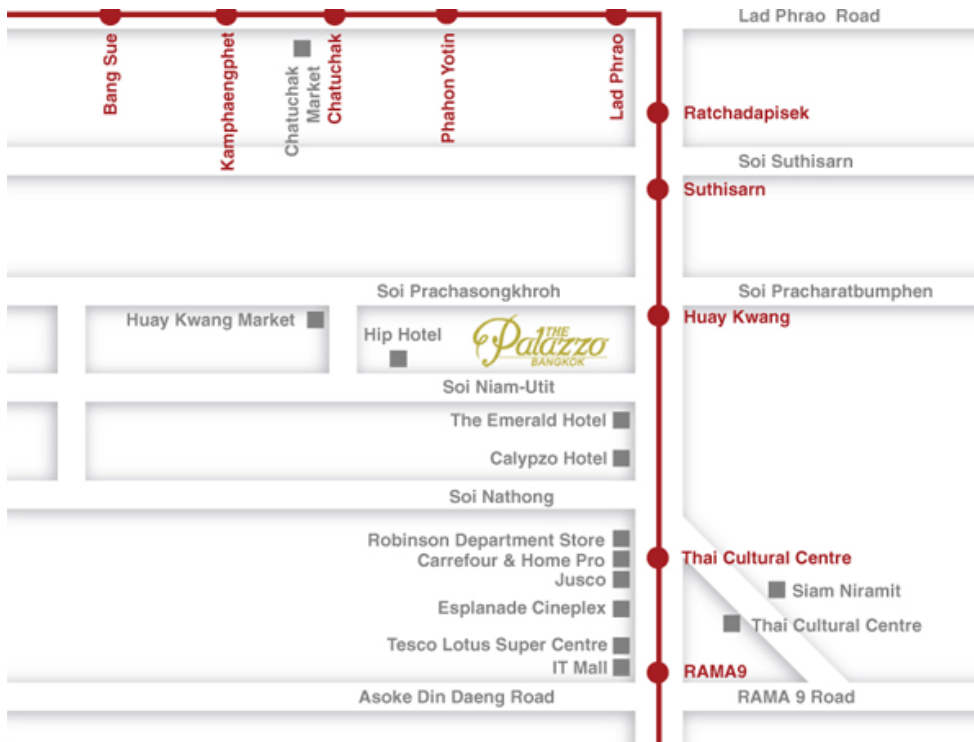 Lad Phrao Road
Bang Sue
Kamphaengphet
Chatuchak
Market
Chatuchak
Phahon Yotin
Lad Phrao
Ratchadapisek
Soi Suthisarn
Suthisarn
Soi Prachasongkhroh
Soi Pracharatbumphen
Huay Kwang Market
Hip Hotel
THE
Palazzo
BANGKOK
Huay Kwang
Soi Niam-Utit
The Emerald Hotel
Calypzo Hotel
Soi Nathong
Robinson Department Store
Carrefour & Home Pro
Jusco
Thai Cultural Centre
Siam Niramit
Esplanade Cineplex
Thai Cultural Centre
Tesco Lotus Super Centre
IT Mall
RAMA9
Asoke Din Daeng Road
RAMA 9 Road